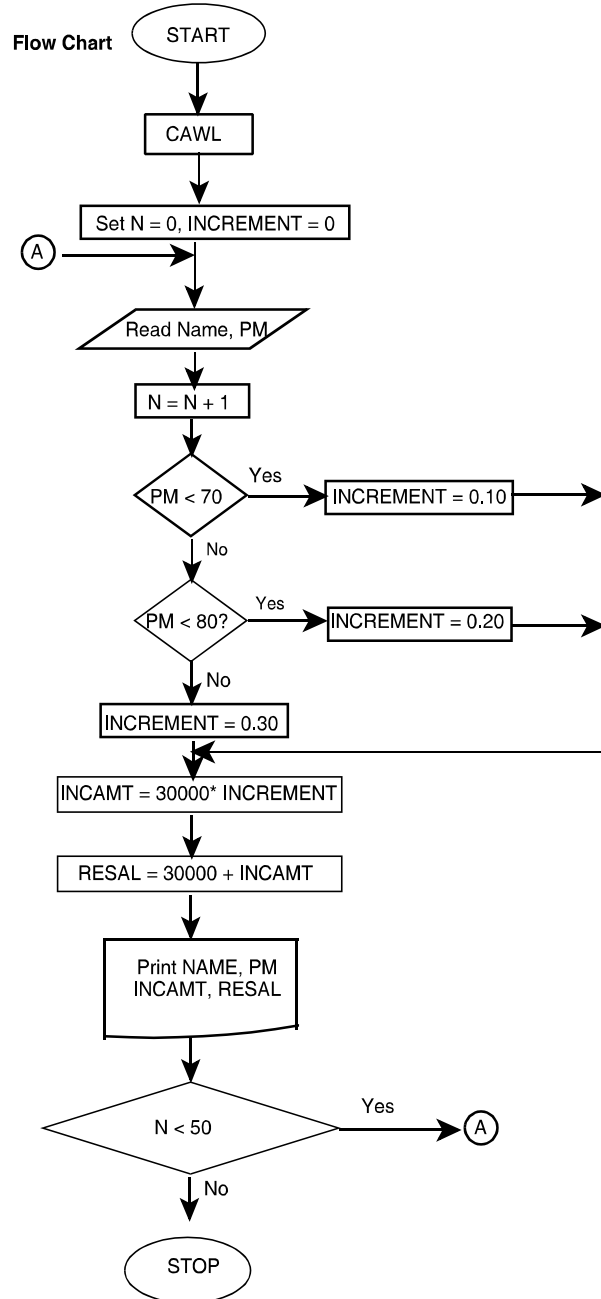 Flow Chart
START
CAWL
Set N = 0, INCREMENT = 0
A
Read Name, PM
N = N + 1
PM < 70
Yes
INCREMENT = 0.10
No
PM < 80?
Yes
INCREMENT = 0.20
No
INCREMENT = 0.30
INCAMT = 30000* INCREMENT
RESAL = 30000 + INCAMT
Print NAME, PM
INCAMT, RESAL
N < 50
Yes
A
No
STOP